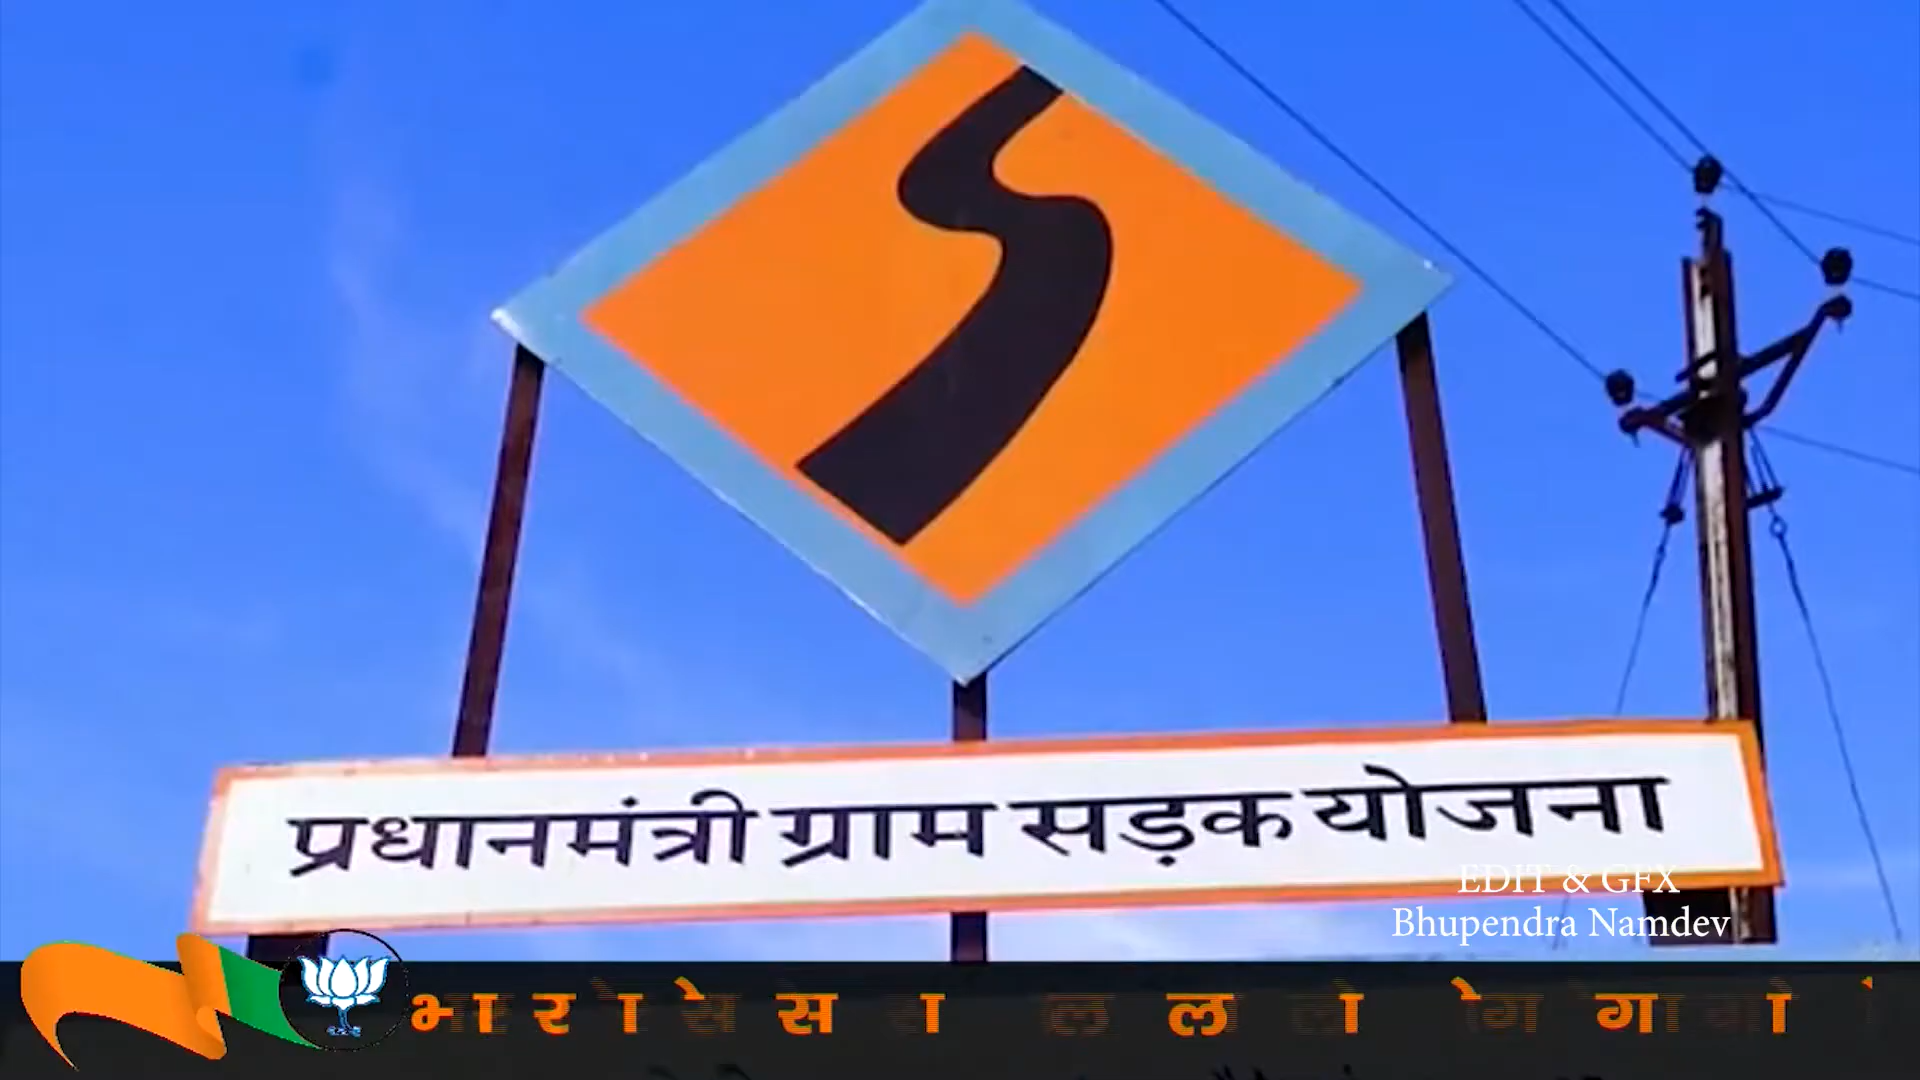 प्रधानमंत्री ग्राम सड़क योजना
EDIT & GFX
Bhupendra Namdev